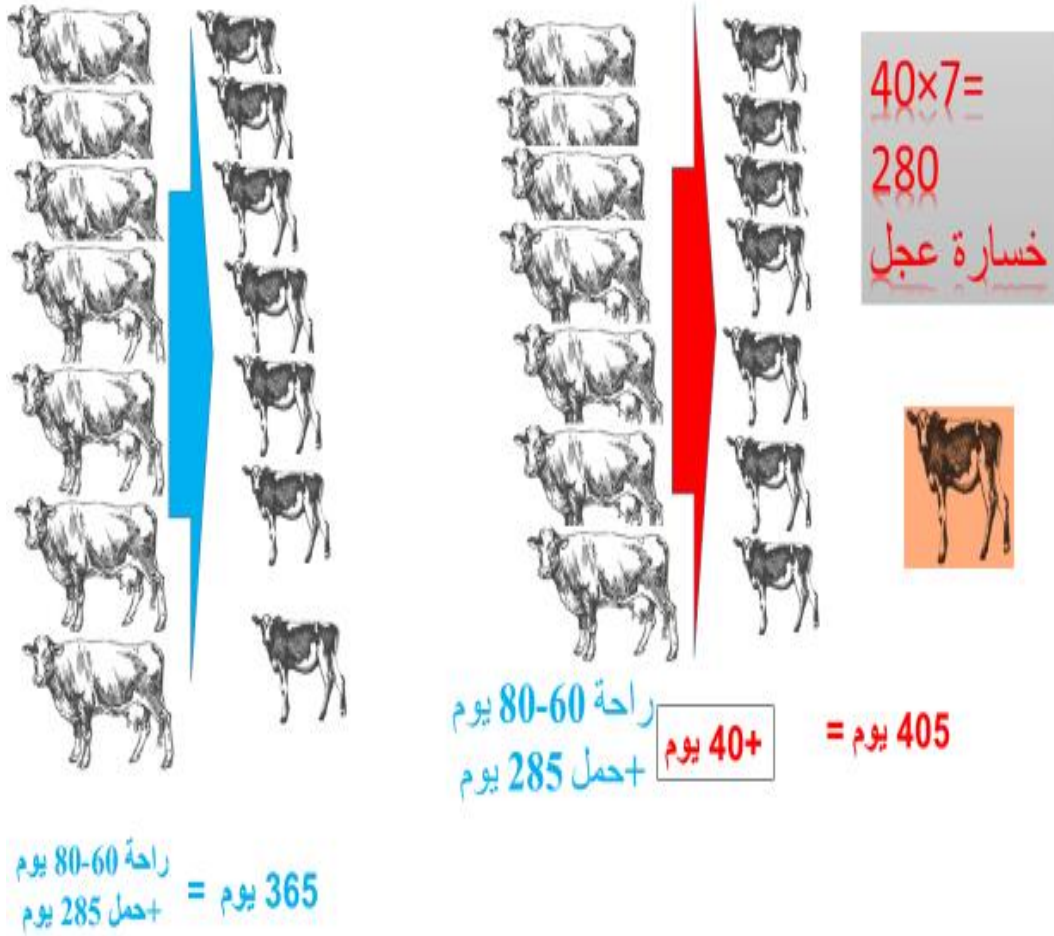 40×7=
280
خسارة عجل
راحة 60-80 يوم
+حمل 285 يوم
+40 يوم
= 405 يوم
راحة 60-80 يوم
+حمل 285 يوم
= 365 يوم